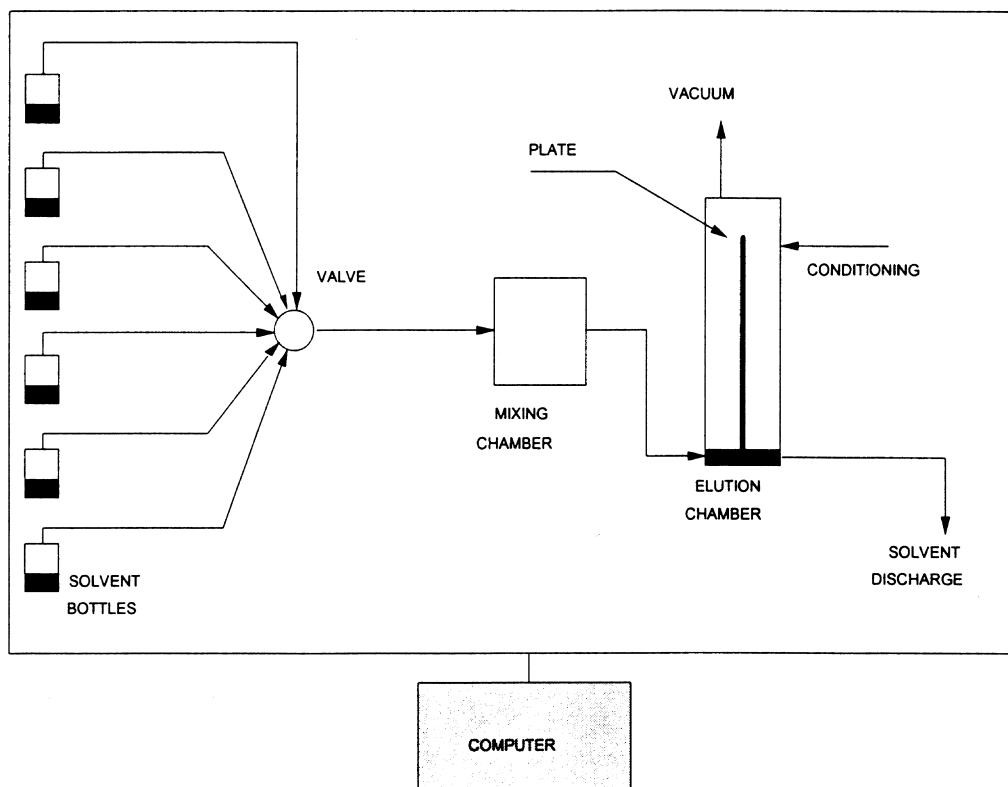 VACUUM
PLATE
CONDITIONING
VALVE
MIXING
CHAMBER
ELUTION
CHAMBER
SOLVENT
DISCHARGE
SOLVENT
BOTTLES
COMPUTER